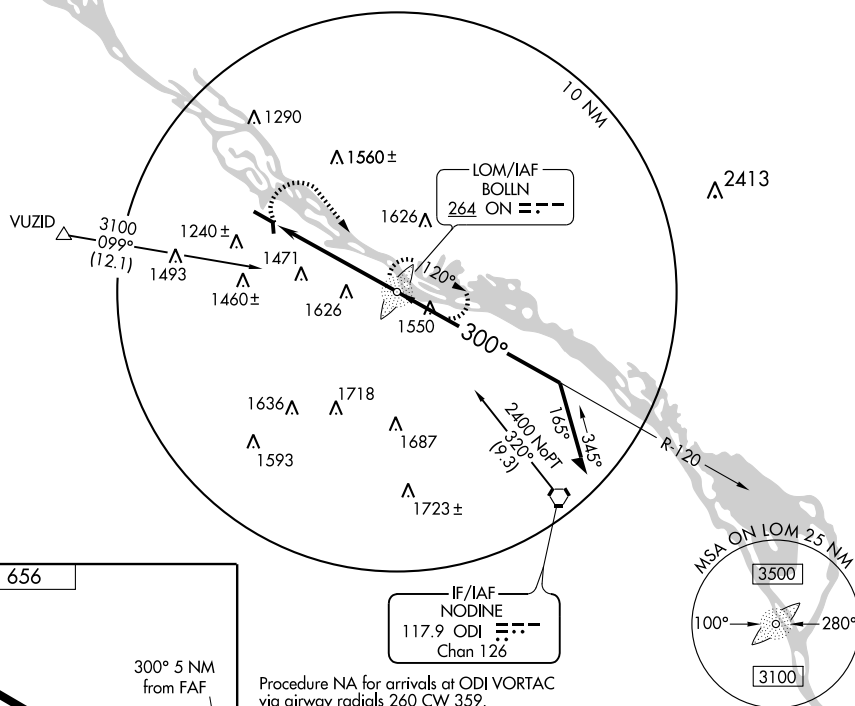 10 NM
1290
1560 ±
2413
LOM/IAF
BOLLN
264 ON
1626
VUZID
3100
099°
(12.1)
1240 ±
1493
1471
1460 ±
1626
120°
1550
300°
1636
1718
1593
1687
1723 ±
2400 NoPT
320°
(9.3)
165°
345°
R-120
MSA ON LOM 25 NM
3500
100°
280°
3100
IF/IAF
NODINE
117.9 ODI
Chan 126
656
300° 5 NM
from FAF
Procedure NA for arrivals at ODI VORTAC
via airway radials 260 CW 359.